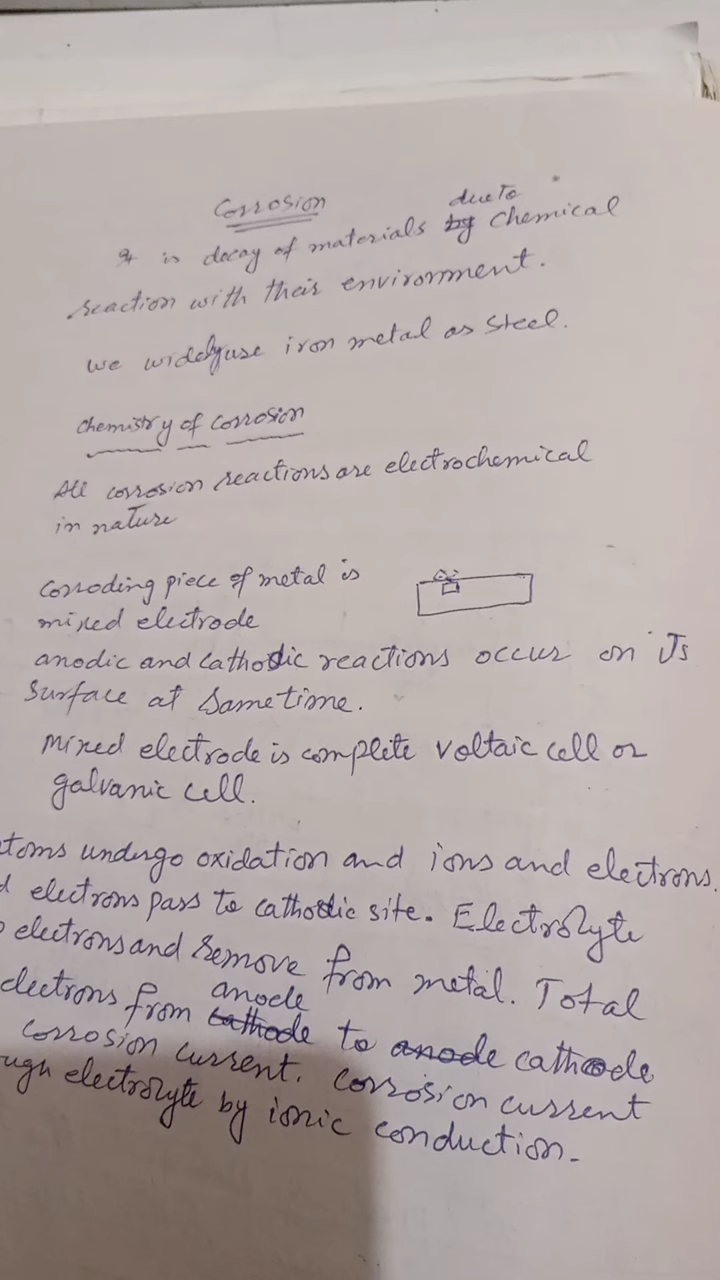 Corrosion
It is decay of materials due to chemical
reaction with their environment.
we widely use iron metal as steel.
Chemistry of corrosion
All corrosion reactions are electrochemical
in nature
Corroding piece of metal is
mixed electrode
anodic and cathodic reactions occur on Its
surface at sametime.
Mixed electrode is complete voltaic cell or
galvanic cell.
toms undergo oxidation and ions and electrons.
d electrons pass to cathodic site. Electrolyte
electrons and remove from metal. Total
electrons from anode to cathode
corrosion current. Corrosion current
ugh electrolyte by ionic conduction.